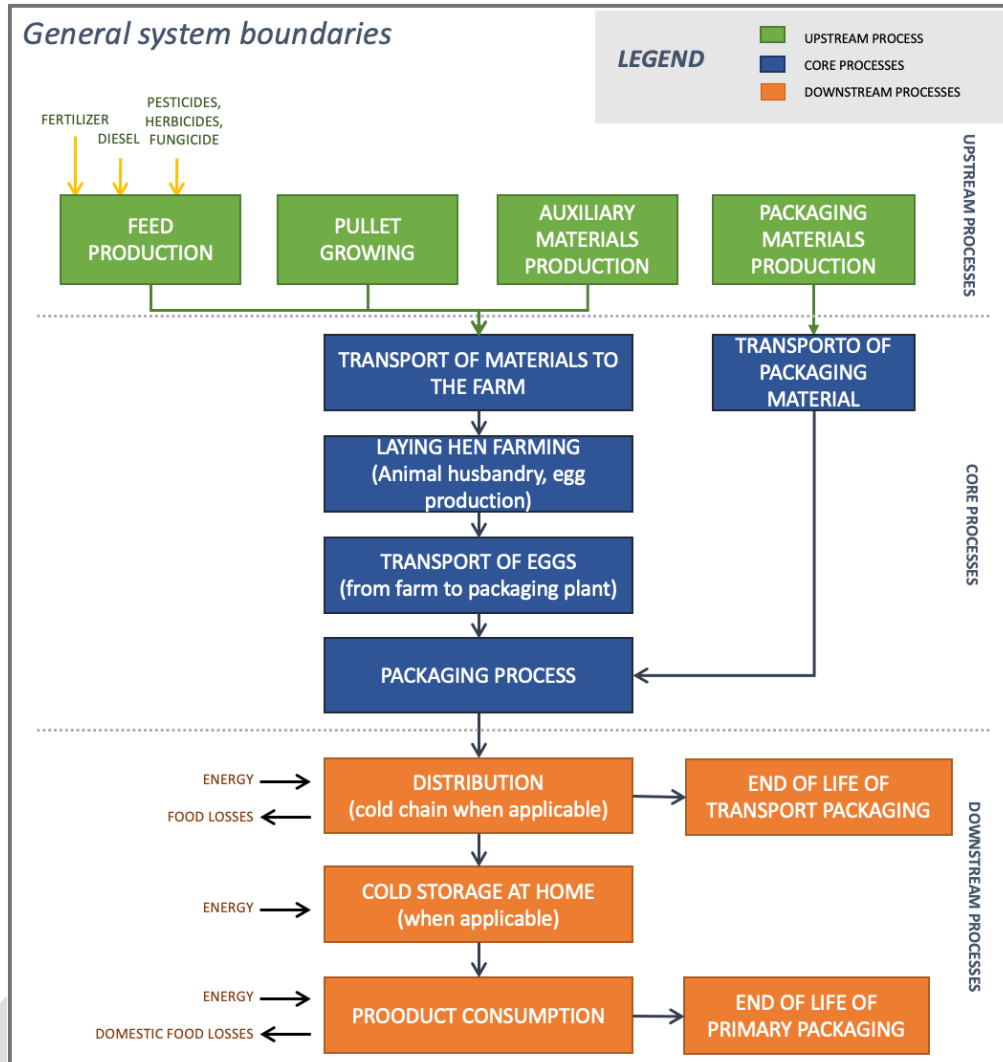 General system boundaries
LEGEND
UPSTREAM PROCESS
CORE PROCESSES
DOWNSTREAM PROCESSES
FERTILIZER
DIESEL
PESTICIDES,
HERBICIDES,
FUNGICIDE
FEED
PRODUCTION
PULLET
GROWING
AUXILIARY
MATERIALS
PRODUCTION
PACKAGING
MATERIALS
PRODUCTION
UPSTREAM PROCESSES
TRANSPORT OF MATERIALS TO
THE FARM
TRANSPORTO OF
PACKAGING
MATERIAL
LAYING HEN FARMING
(Animal husbandry, egg
production)
TRANSPORT OF EGGS
(from farm to packaging plant)
PACKAGING PROCESS
CORE PROCESSES
ENERGY
FOOD LOSSES
DISTRIBUTION
(cold chain when applicable)
END OF LIFE OF
TRANSPORT PACKAGING
ENERGY
COLD STORAGE AT HOME
(when applicable)
ENERGY
DOMESTIC FOOD LOSSES
PROODUCT CONSUMPTION
END OF LIFE OF
PRIMARY PACKAGING
DOWNSTREAM PROCESSES